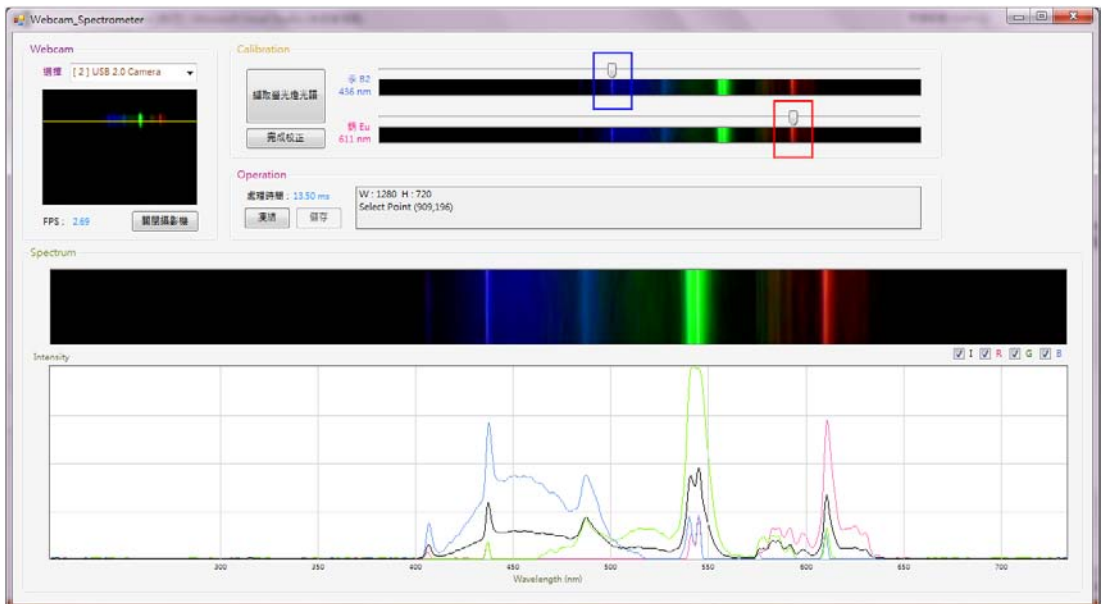 Webcam_Spectrometer
Webcam
選擇 [ 2 ] USB 2.0 Camera
FPS : 2.69 關閉攝影機
Calibration
擷取螢光燈光譜
完成校正
汞 B2
436 nm
銪 Eu
611 nm
Operation
處理時間 : 13.50 ms
凍結 儲存
W : 1280 H : 720
Select Point (909,196)
Spectrum
Intensity
I R G B
300 350 400 450 500 550 600 650 700
Wavelength (nm)